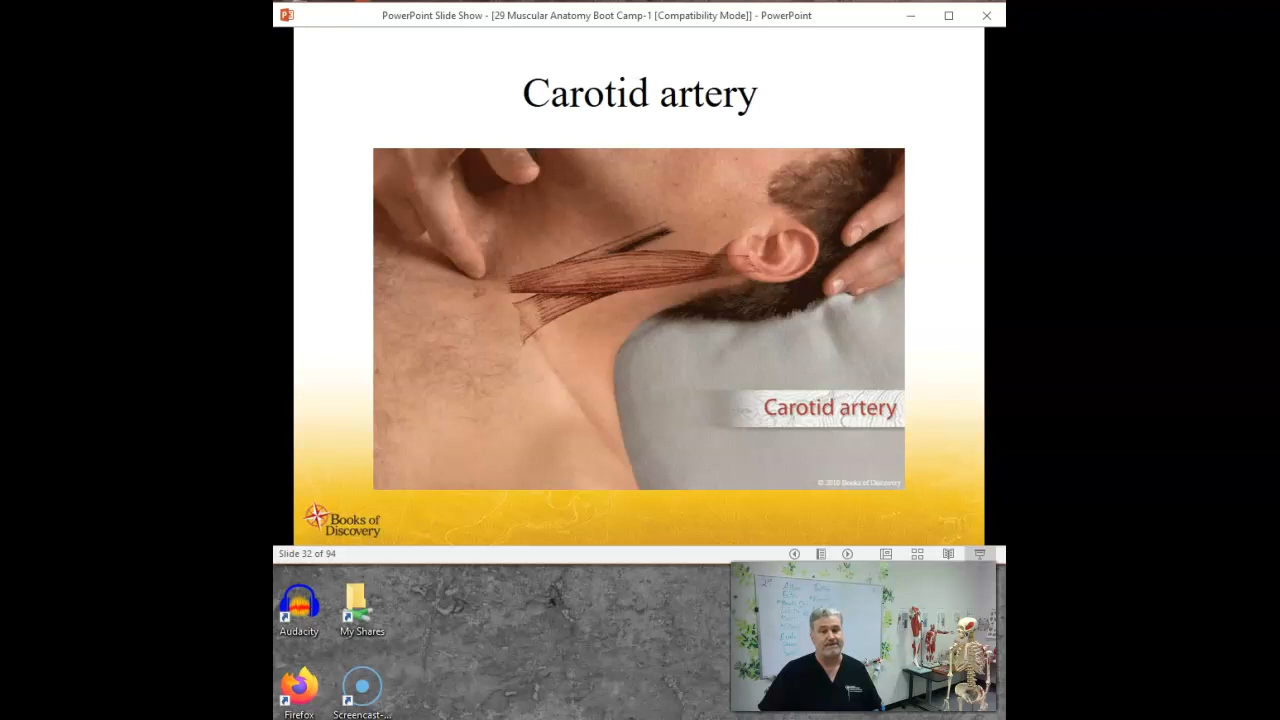 PowerPoint Slide Show - [29 Muscular Anatomy Boot Camp-1 [Compatibility Mode]] - PowerPoint
Carotid artery
Carotid artery
© 2010 Books of Discovery
Books of
Discovery
Slide 32 of 94
Audacity
My Shares
Firefox
Screencast-...